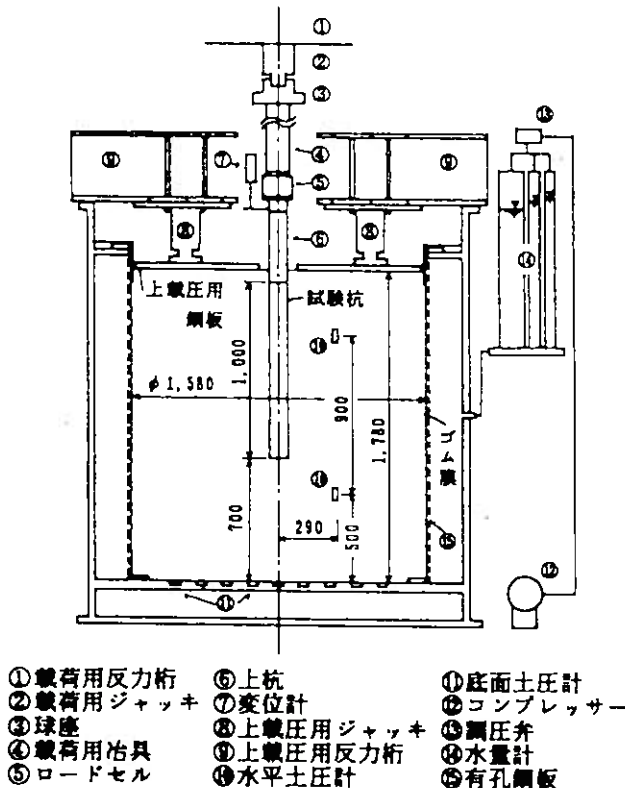 ①
②
③
④
⑤
⑥
⑦
⑧
⑧
⑨
⑨
⑩
⑩
⑪
⑫
⑬
⑭
⑮
上載圧用
鋼板
試験杭
φ1,580
1,000
700
290
500
900
1,780
ゴム膜
①載荷用反力桁
②載荷用ジャッキ
③球座
④載荷用冶具
⑤ロードセル
⑥上杭
⑦変位計
⑧上載圧用ジャッキ
⑨上載圧用反力桁
⑩水平土圧計
⑪底面土圧計
⑫コンプレッサー
⑬調圧弁
⑭水量計
⑮有孔鋼板